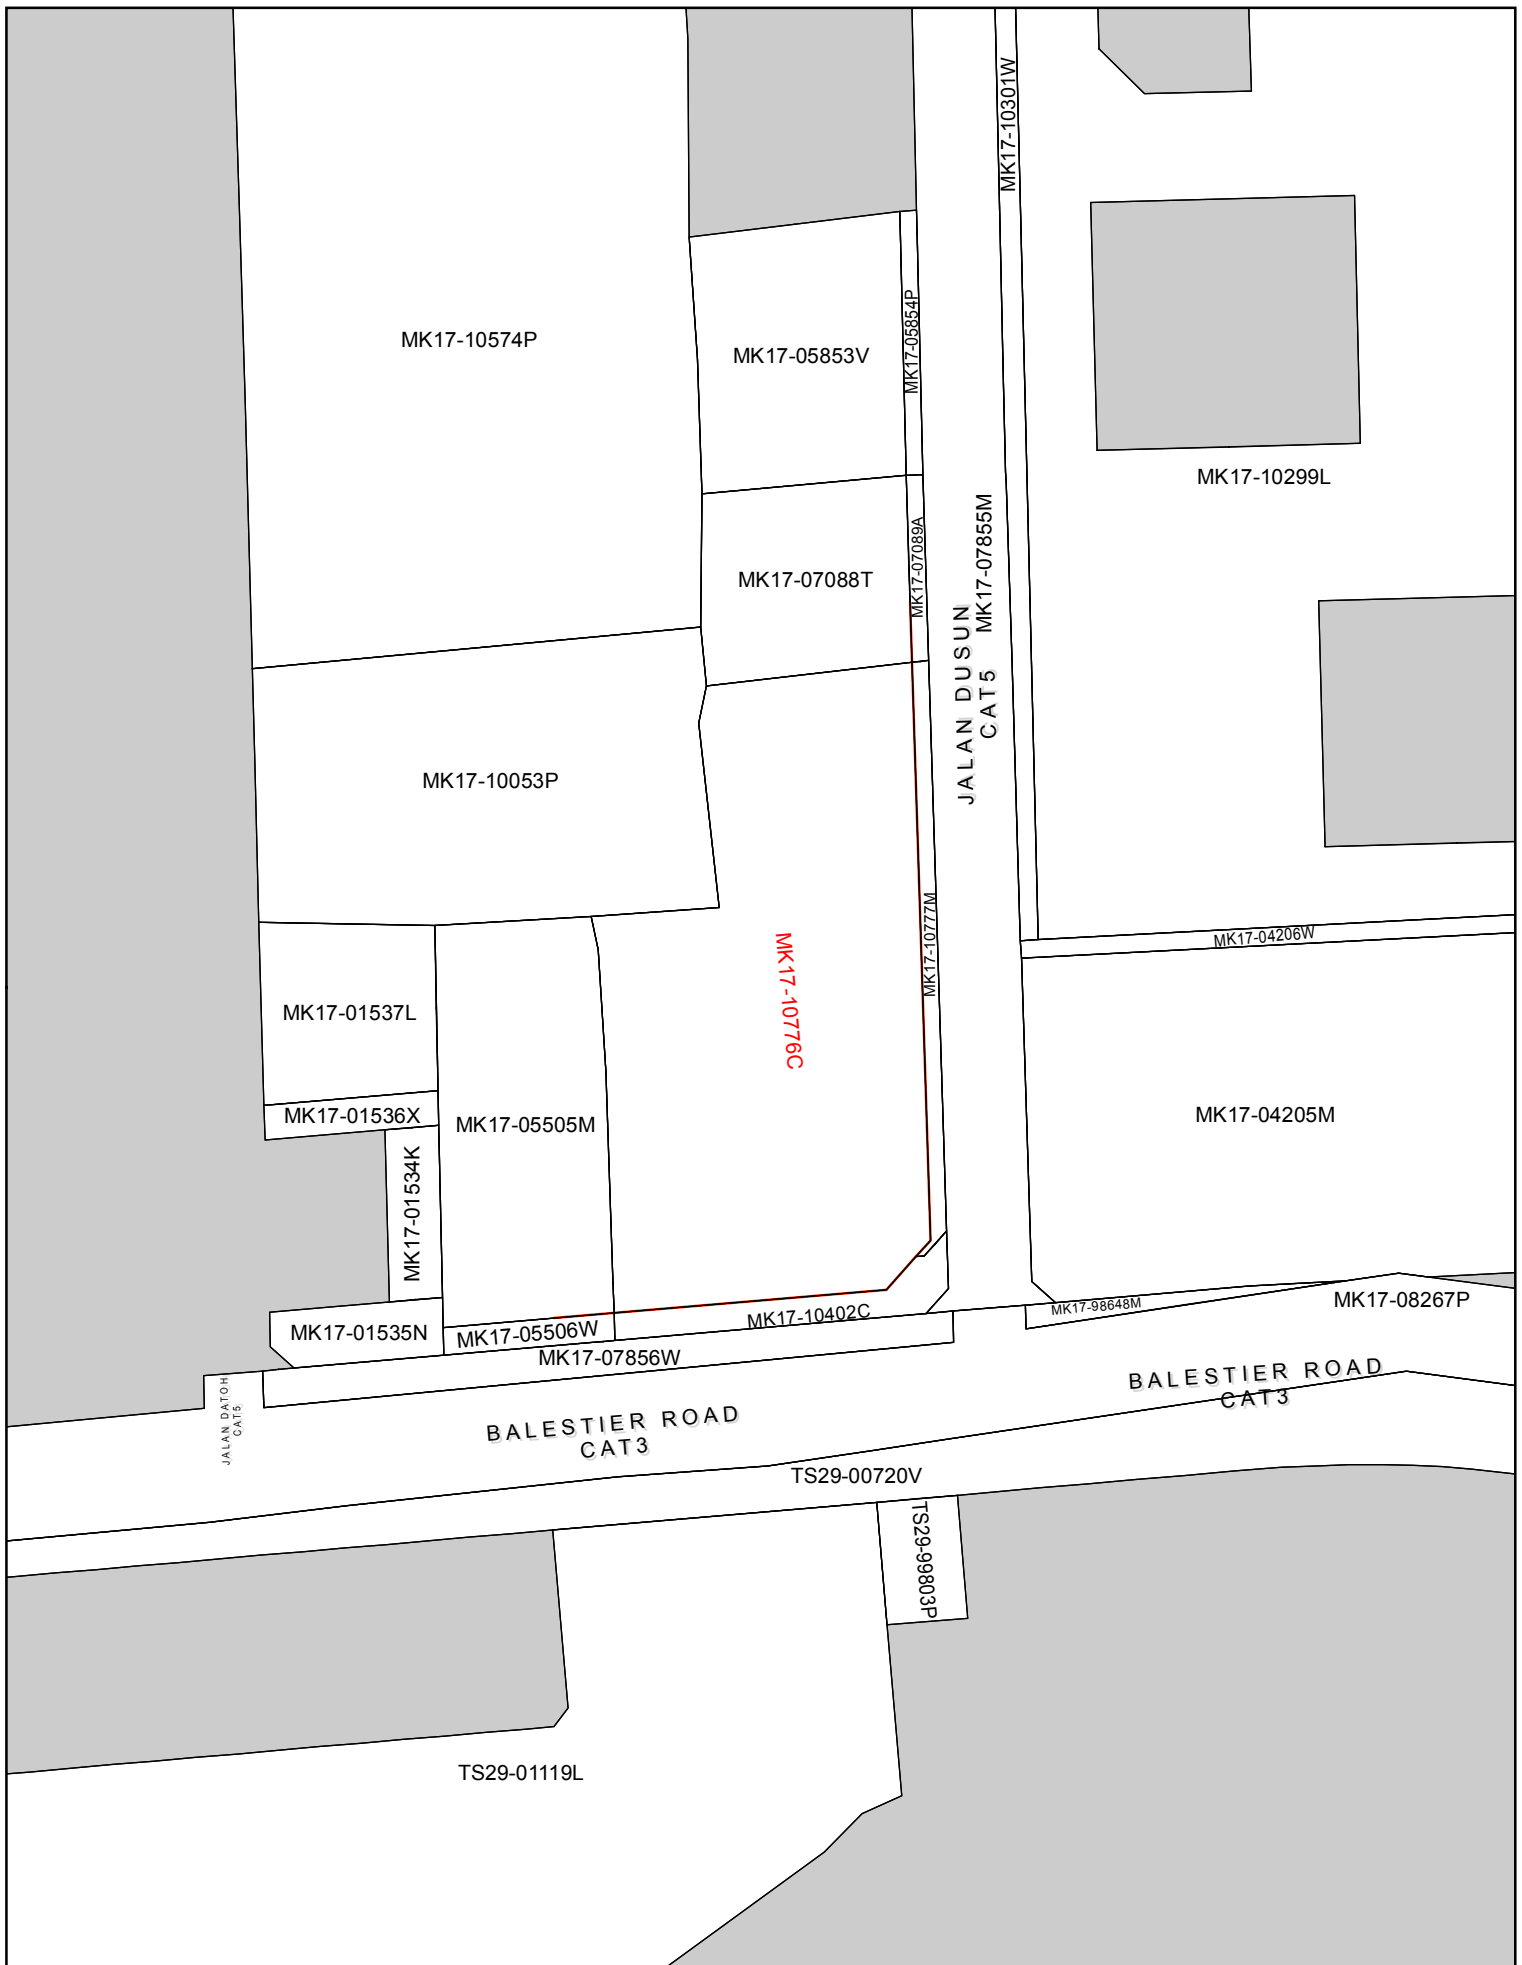 MK17-10301W
MK17-10574P
MK17-05853V
MK17-05854P
MK17-10299L
MK17-07088T
MK17-07089A
MK17-07855M
JALAN DUSUN
CAT5
MK17-10053P
MK17-10776C
MK17-10777M
MK17-04206W
MK17-01537L
MK17-01536X
MK17-05505M
MK17-04205M
MK17-01534K
MK17-01535N
MK17-05506W
MK17-10402C
MK17-98648M
MK17-08267P
MK17-07856W
JALAN DATOH
CAT5
BALESTIER ROAD
CAT3
BALESTIER ROAD
CAT3
TS29-00720V
TS29-99803P
TS29-01119L